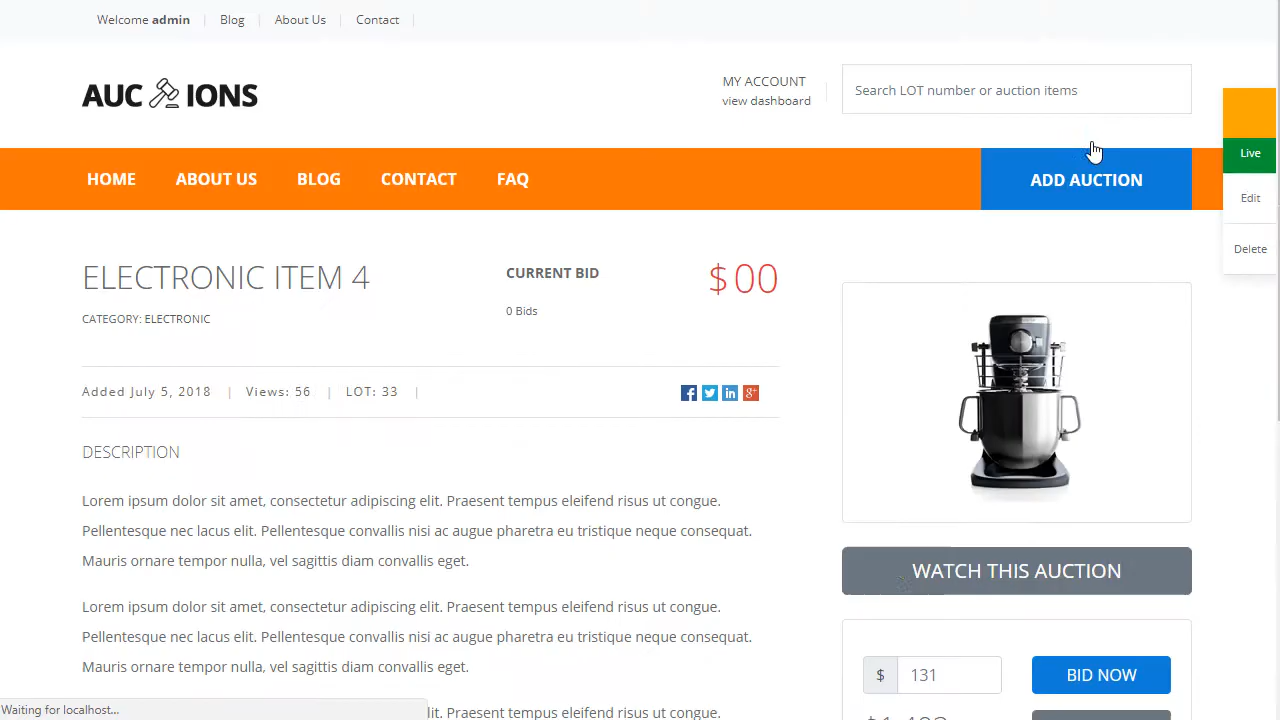 Welcome admin
Blog
About Us
Contact
AUC IONS
MY ACCOUNT
view dashboard
Search LOT number or auction items
HOME
ABOUT US
BLOG
CONTACT
FAQ
ADD AUCTION
Live
Edit
Delete
ELECTRONIC ITEM 4
CATEGORY: ELECTRONIC
CURRENT BID
0 Bids
$00
Added July 5, 2018 | Views: 56 | LOT: 33 |
DESCRIPTION
Lorem ipsum dolor sit amet, consectetur adipiscing elit. Praesent tempus eleifend risus ut congue.
Pellentesque nec lacus elit. Pellentesque convallis nisi ac augue pharetra eu tristique neque consequat.
Mauris ornare tempor nulla, vel sagittis diam convallis eget.
Lorem ipsum dolor sit amet, consectetur adipiscing elit. Praesent tempus eleifend risus ut congue.
Pellentesque nec lacus elit. Pellentesque convallis nisi ac augue pharetra eu tristique neque consequat.
Mauris ornare tempor nulla, vel sagittis diam convallis eget.
elit. Praesent tempus eleifend risus ut congue.
WATCH THIS AUCTION
$ 131
BID NOW
Waiting for localhost...